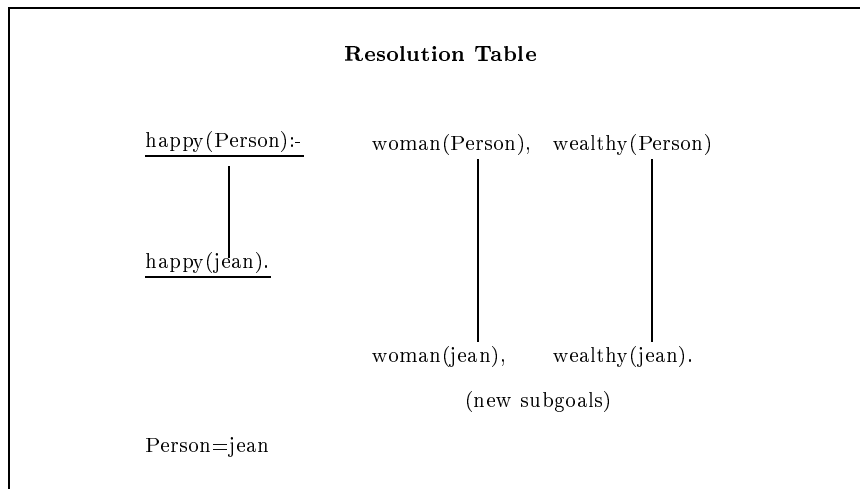 Resolution Table
happy(Person):- woman(Person), wealthy(Person)
happy(jean).
woman(jean), wealthy(jean).
(new subgoals)
Person=jean